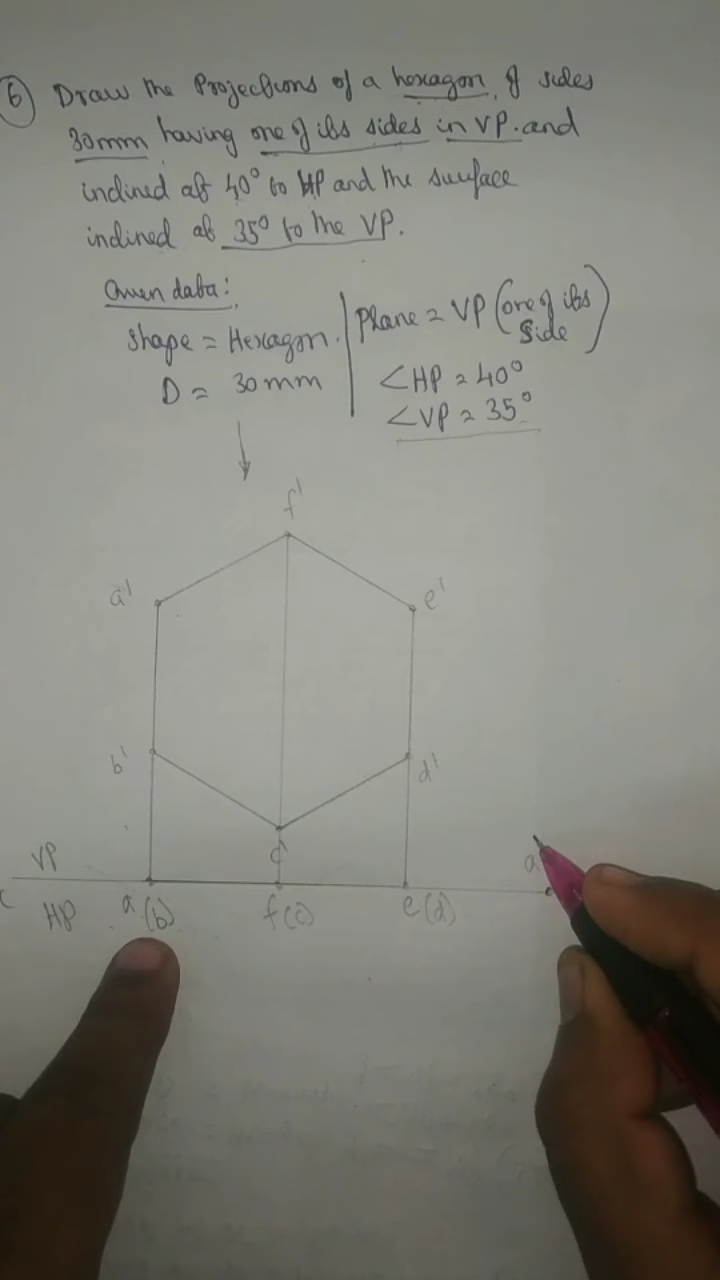 6 Draw the Projections of a hexagon of sides
30mm having one of its sides in VP. and
inclined at 40° to HP and the surface
inclined at 35° to the VP.
Given data:
Shape = Hexagon.
D = 30mm
Plane = VP (one of its
Side)
∠HP = 40°
∠VP = 35°
f'
a' e'
b' d'
c'
VP a
HP a (b) f(c) e(d)